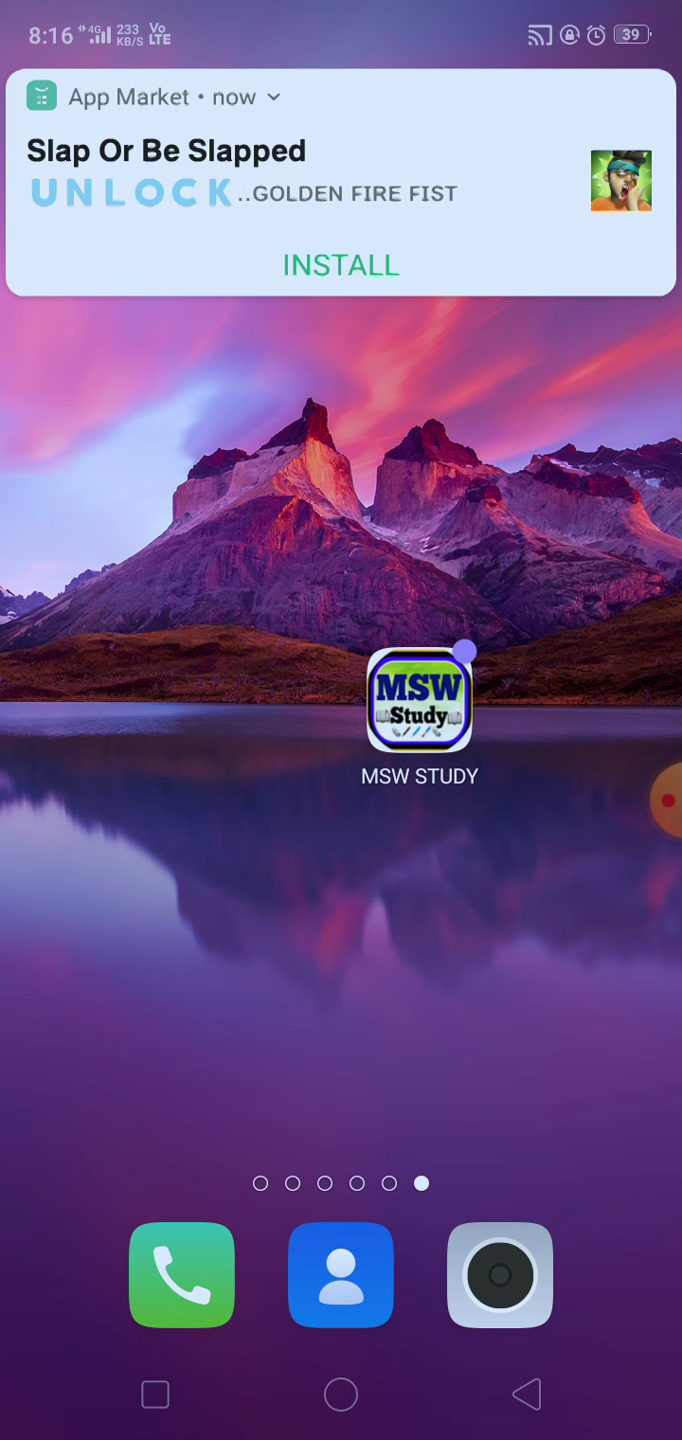 8:16 4G 233 KB/S Vo LTE 39
App Market • now
Slap Or Be Slapped
UNLOCK..GOLDEN FIRE FIST
INSTALL
MSW
Study
MSW STUDY